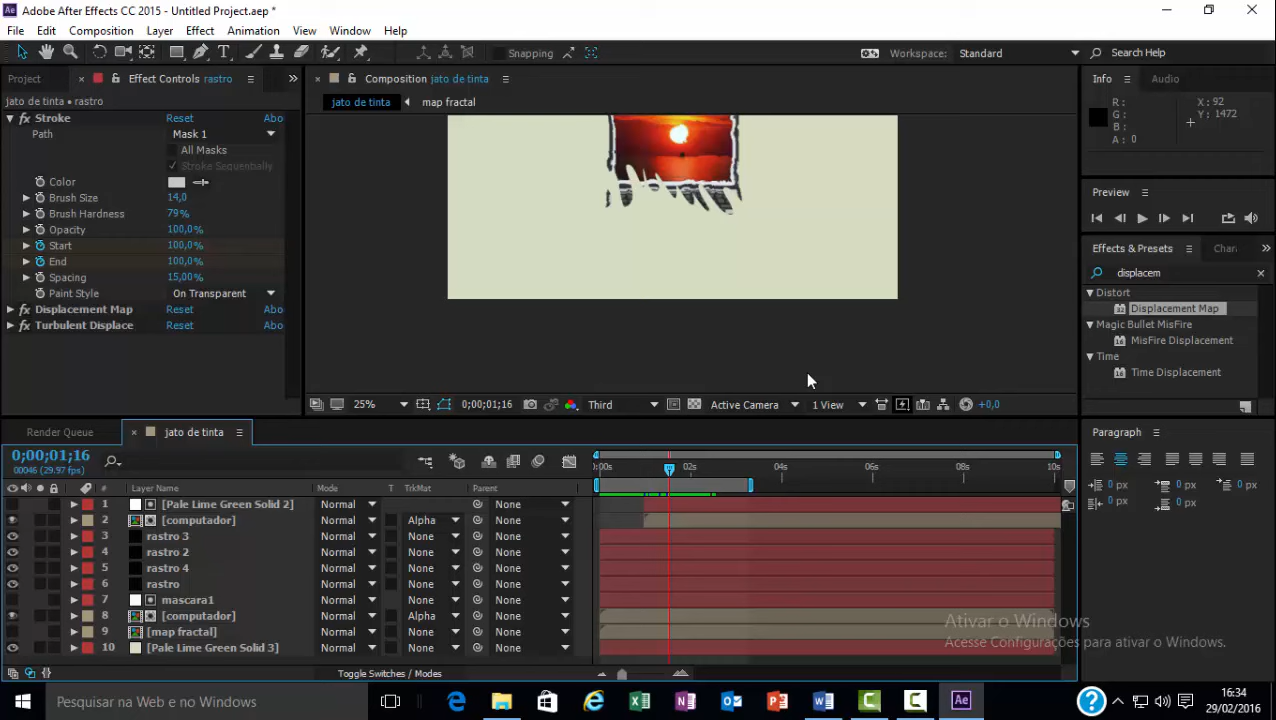 Adobe After Effects CC 2015 - Untitled Project.aep *
File Edit Composition Layer Effect Animation View Window Help
Snapping
Workspace: Standard
Search Help
Project
Effect Controls rastro
jato de tinta • rastro
Stroke Reset Abo
Path Mask 1
All Masks
Stroke Sequentially
Color
Brush Size 14,0
Brush Hardness 79%
Opacity 100,0%
Start 100,0%
End 100,0%
Spacing 15,00%
Paint Style On Transparent
Displacement Map Reset Abo
Turbulent Displace Reset Abo
Composition jato de tinta
jato de tinta map fractal
25% 0;00;01;16 Third Active Camera 1 View +0,0
Info Audio
R : X : 92
G : Y : 1472
B :
A : 0
Preview
Effects & Presets Chan
displacem
Distort
Displacement Map
Magic Bullet MisFire
MisFire Displacement
Time
Time Displacement
Paragraph
0 px 0 px 0 px
0 px 0 px
Render Queue jato de tinta
0;00;01;16
00046 (29.97 fps)
:00s 02s 04s 06s 08s 10s
# Layer Name Mode T TrkMat Parent
1 [Pale Lime Green Solid 2] Normal None
2 [computador] Normal Alpha None
3 rastro 3 Normal None None
4 rastro 2 Normal None None
5 rastro 4 Normal None None
6 rastro Normal None None
7 mascara1 Normal None None
8 [computador] Normal Alpha None
9 [map fractal] Normal None None
10 [Pale Lime Green Solid 3] Normal None None
Toggle Switches / Modes
Ativar o Windows
Acesse Configurações para ativar o Windows.
Pesquisar na Web e no Windows
16:34
29/02/2016